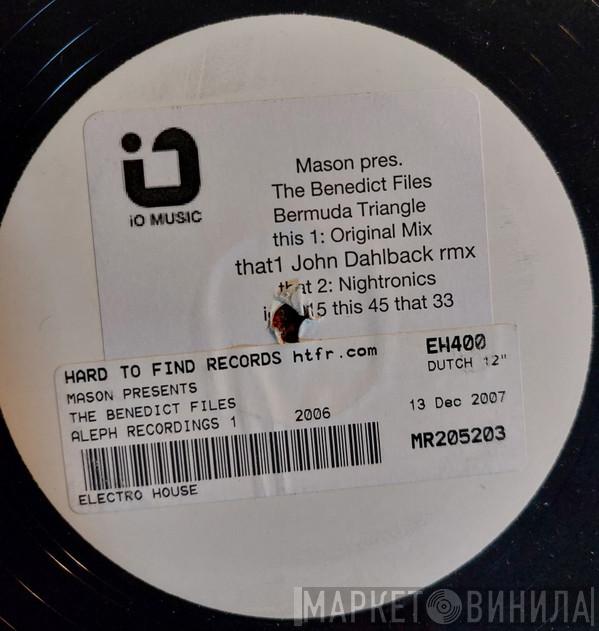 iO MUSIC
Mason pres.
The Benedict Files
Bermuda Triangle
this 1: Original Mix
that1 John Dahlback rmx
that 2: Nightronics
15 this 45 that 33
HARD TO FIND RECORDS htfr.com
MASON PRESENTS
THE BENEDICT FILES
ALEPH RECORDINGS 1
2006
EH400
DUTCH 12"
13 Dec 2007
MR205203
ELECTRO HOUSE
МАРКЕТ ВИНИЛА